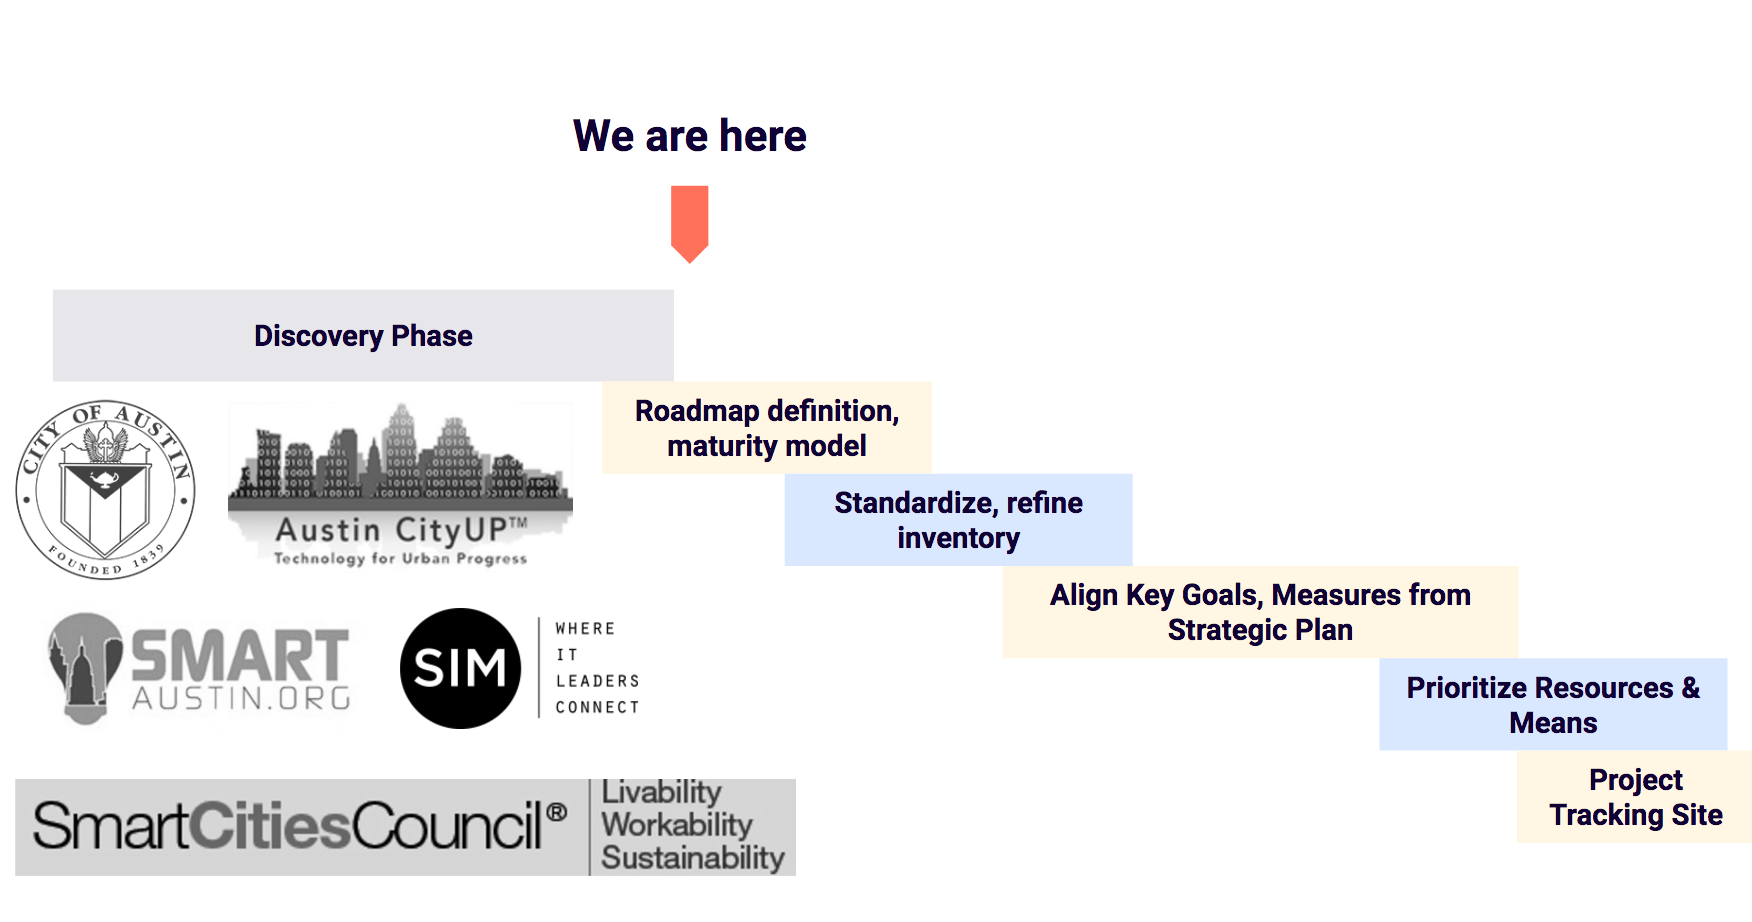 We are here
Discovery Phase
Roadmap definition,
maturity model
Standardize, refine
inventory
Align Key Goals, Measures from
Strategic Plan
Prioritize Resources &
Means
Project
Tracking Site
CITY OF AUSTIN
FOUNDED 1839
Austin CityUP™
Technology for Urban Progress
SMART
AUSTIN.ORG
SIM
WHERE
IT
LEADERS
CONNECT
SmartCitiesCouncil®
Livability
Workability
Sustainability